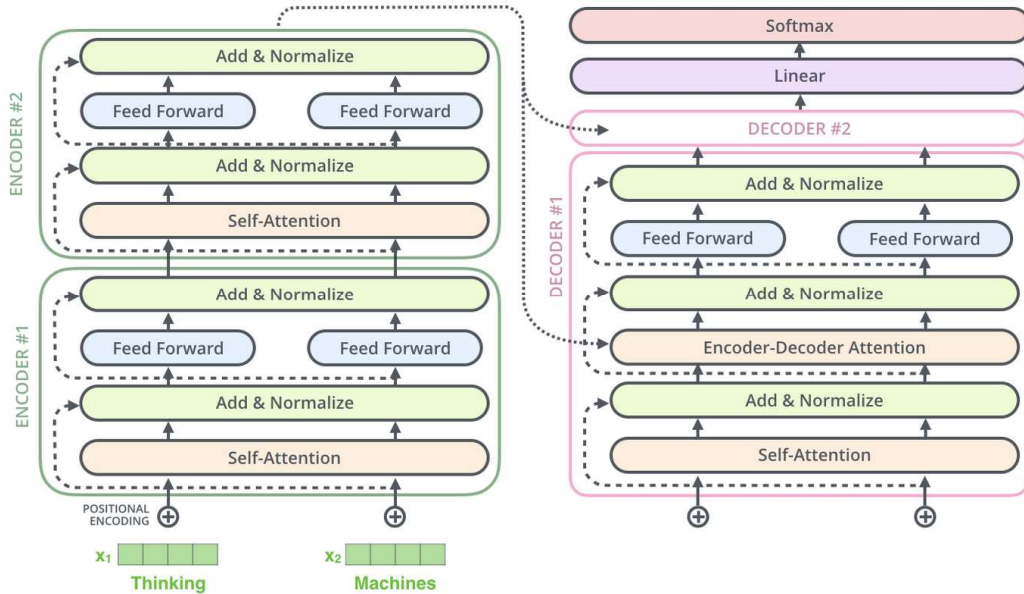 ENCODER #2
Add & Normalize
Feed Forward
Feed Forward
Add & Normalize
Self-Attention
ENCODER #1
Add & Normalize
Feed Forward
Feed Forward
Add & Normalize
Self-Attention
POSITIONAL
ENCODING
x₁
x₂
Thinking
Machines
Softmax
Linear
DECODER #2
DECODER #1
Add & Normalize
Feed Forward
Feed Forward
Add & Normalize
Encoder-Decoder Attention
Add & Normalize
Self-Attention